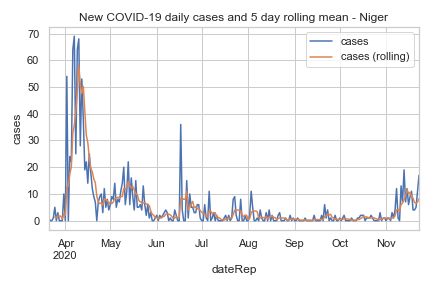 New COVID-19 daily cases and 5 day rolling mean - Niger
cases
cases (rolling)
cases
70
60
50
40
30
20
10
0
Apr May Jun Jul Aug Sep Oct Nov
2020
dateRep